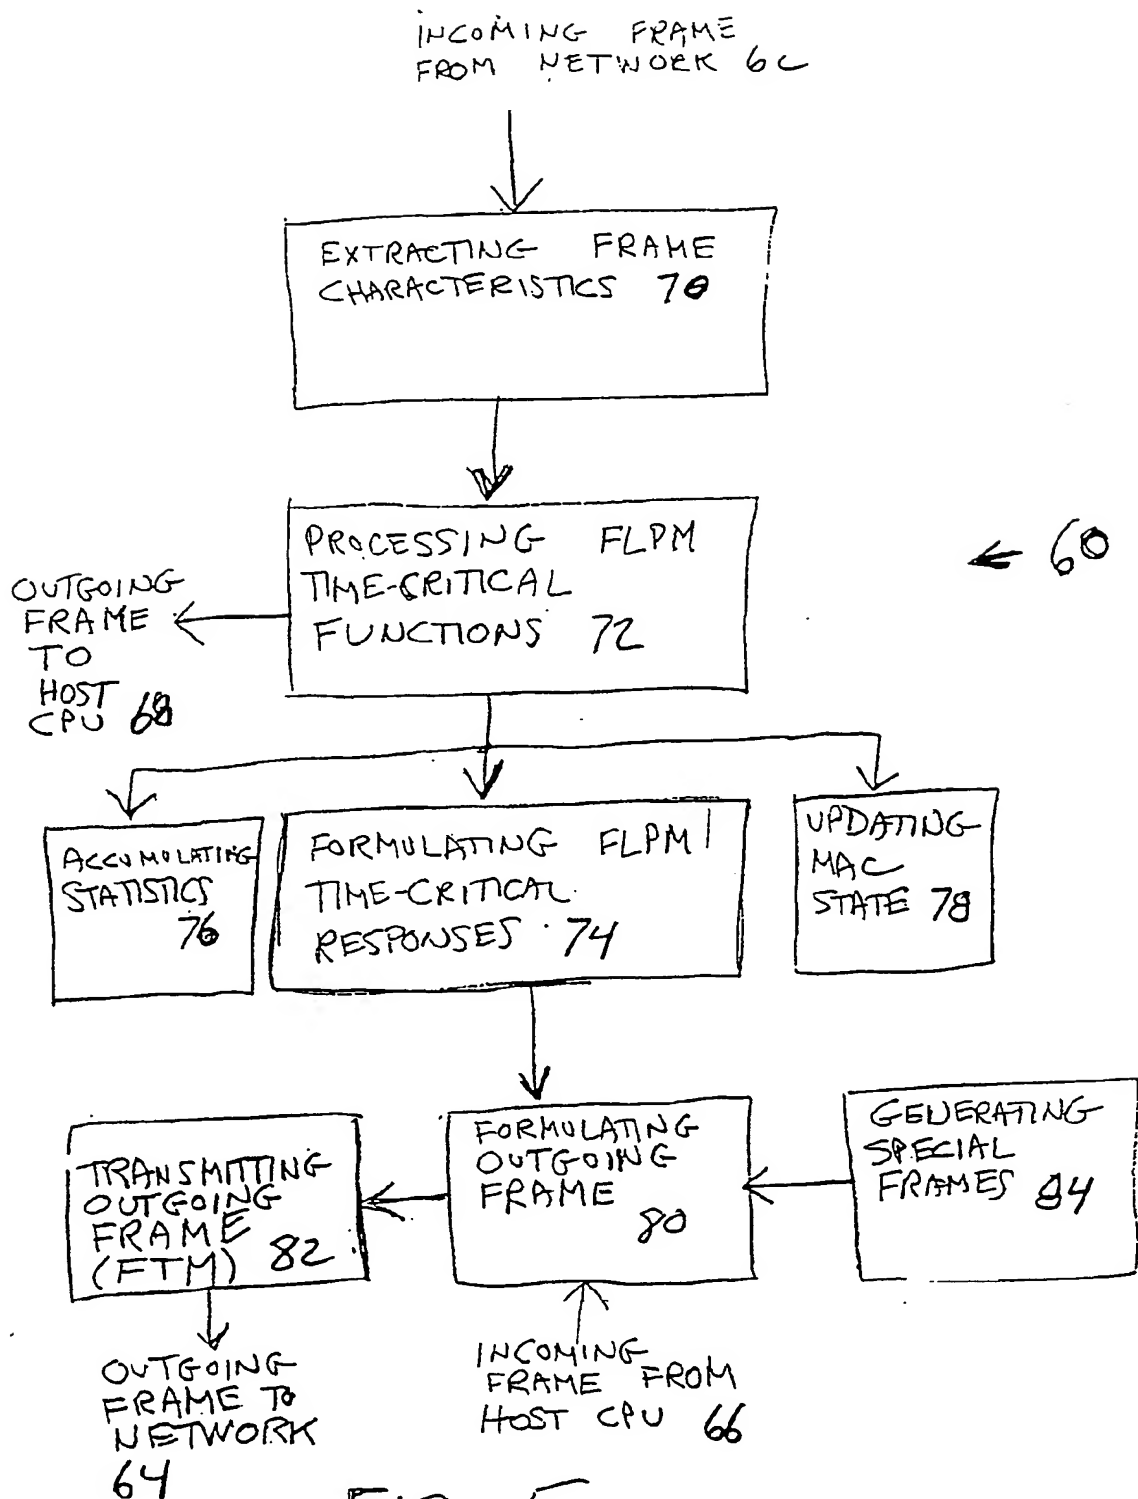 INCOMING FRAME
FROM NETWORK 62
EXTRACTING FRAME
CHARACTERISTICS 70
PROCESSING FLPM
TIME-CRITICAL
FUNCTIONS 72
60
OUTGOING
FRAME
TO
HOST
CPU 68
ACCUMULATING
STATISTICS
76
FORMULATING FLPM
TIME-CRITICAL
RESPONSES 74
UPDATING
MAC
STATE 78
TRANSMITTING
OUTGOING
FRAME
(FTM) 82
FORMULATING
OUTGOING
FRAME
80
GENERATING
SPECIAL
FRAMES 84
OUTGOING
FRAME TO
NETWORK
64
INCOMING
FRAME FROM
HOST CPU 66